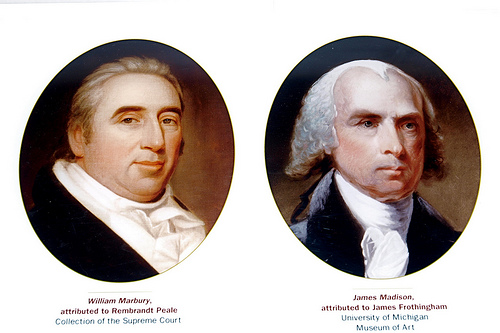 William Marbury,
attributed to Rembrandt Peale
Collection of the Supreme Court
James Madison,
attributed to James Frothingham
University of Michigan
Museum of Art